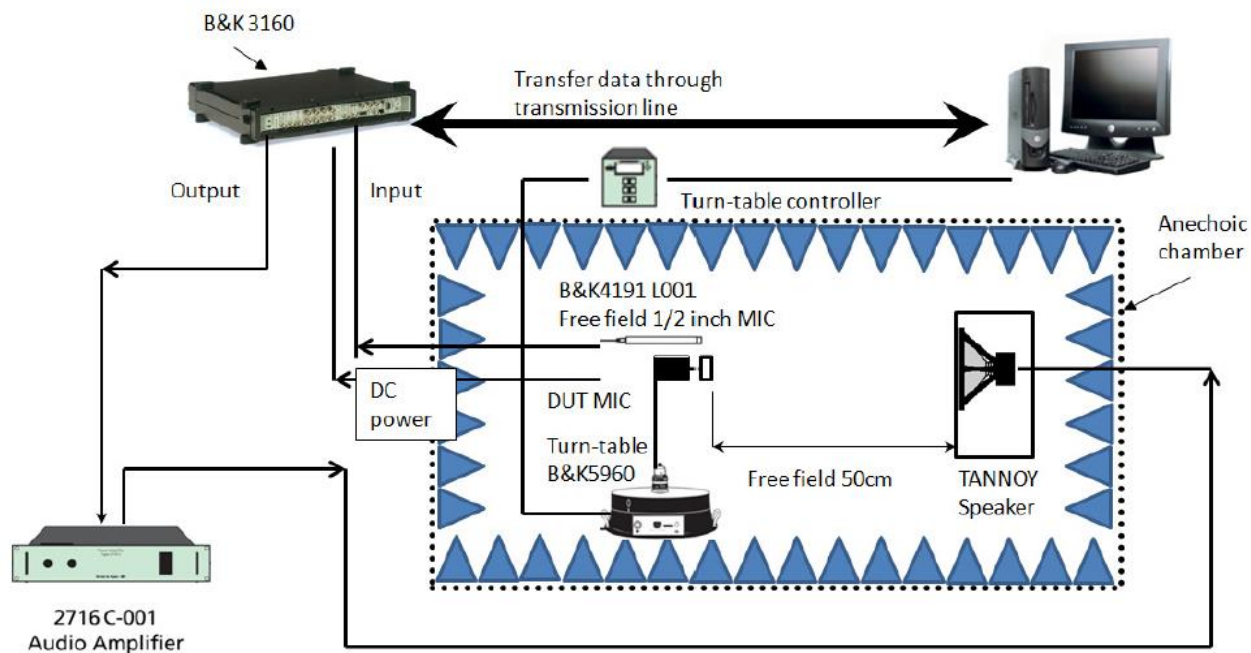 B&K 3160
Transfer data through
transmission line
Output
Input
Turn-table controller
Anechoic
chamber
B&K4191 L001
Free field 1/2 inch MIC
DC
power
DUT MIC
Turn-table
B&K5960
Free field 50cm
TANNOY
Speaker
2716 C-001
Audio Amplifier